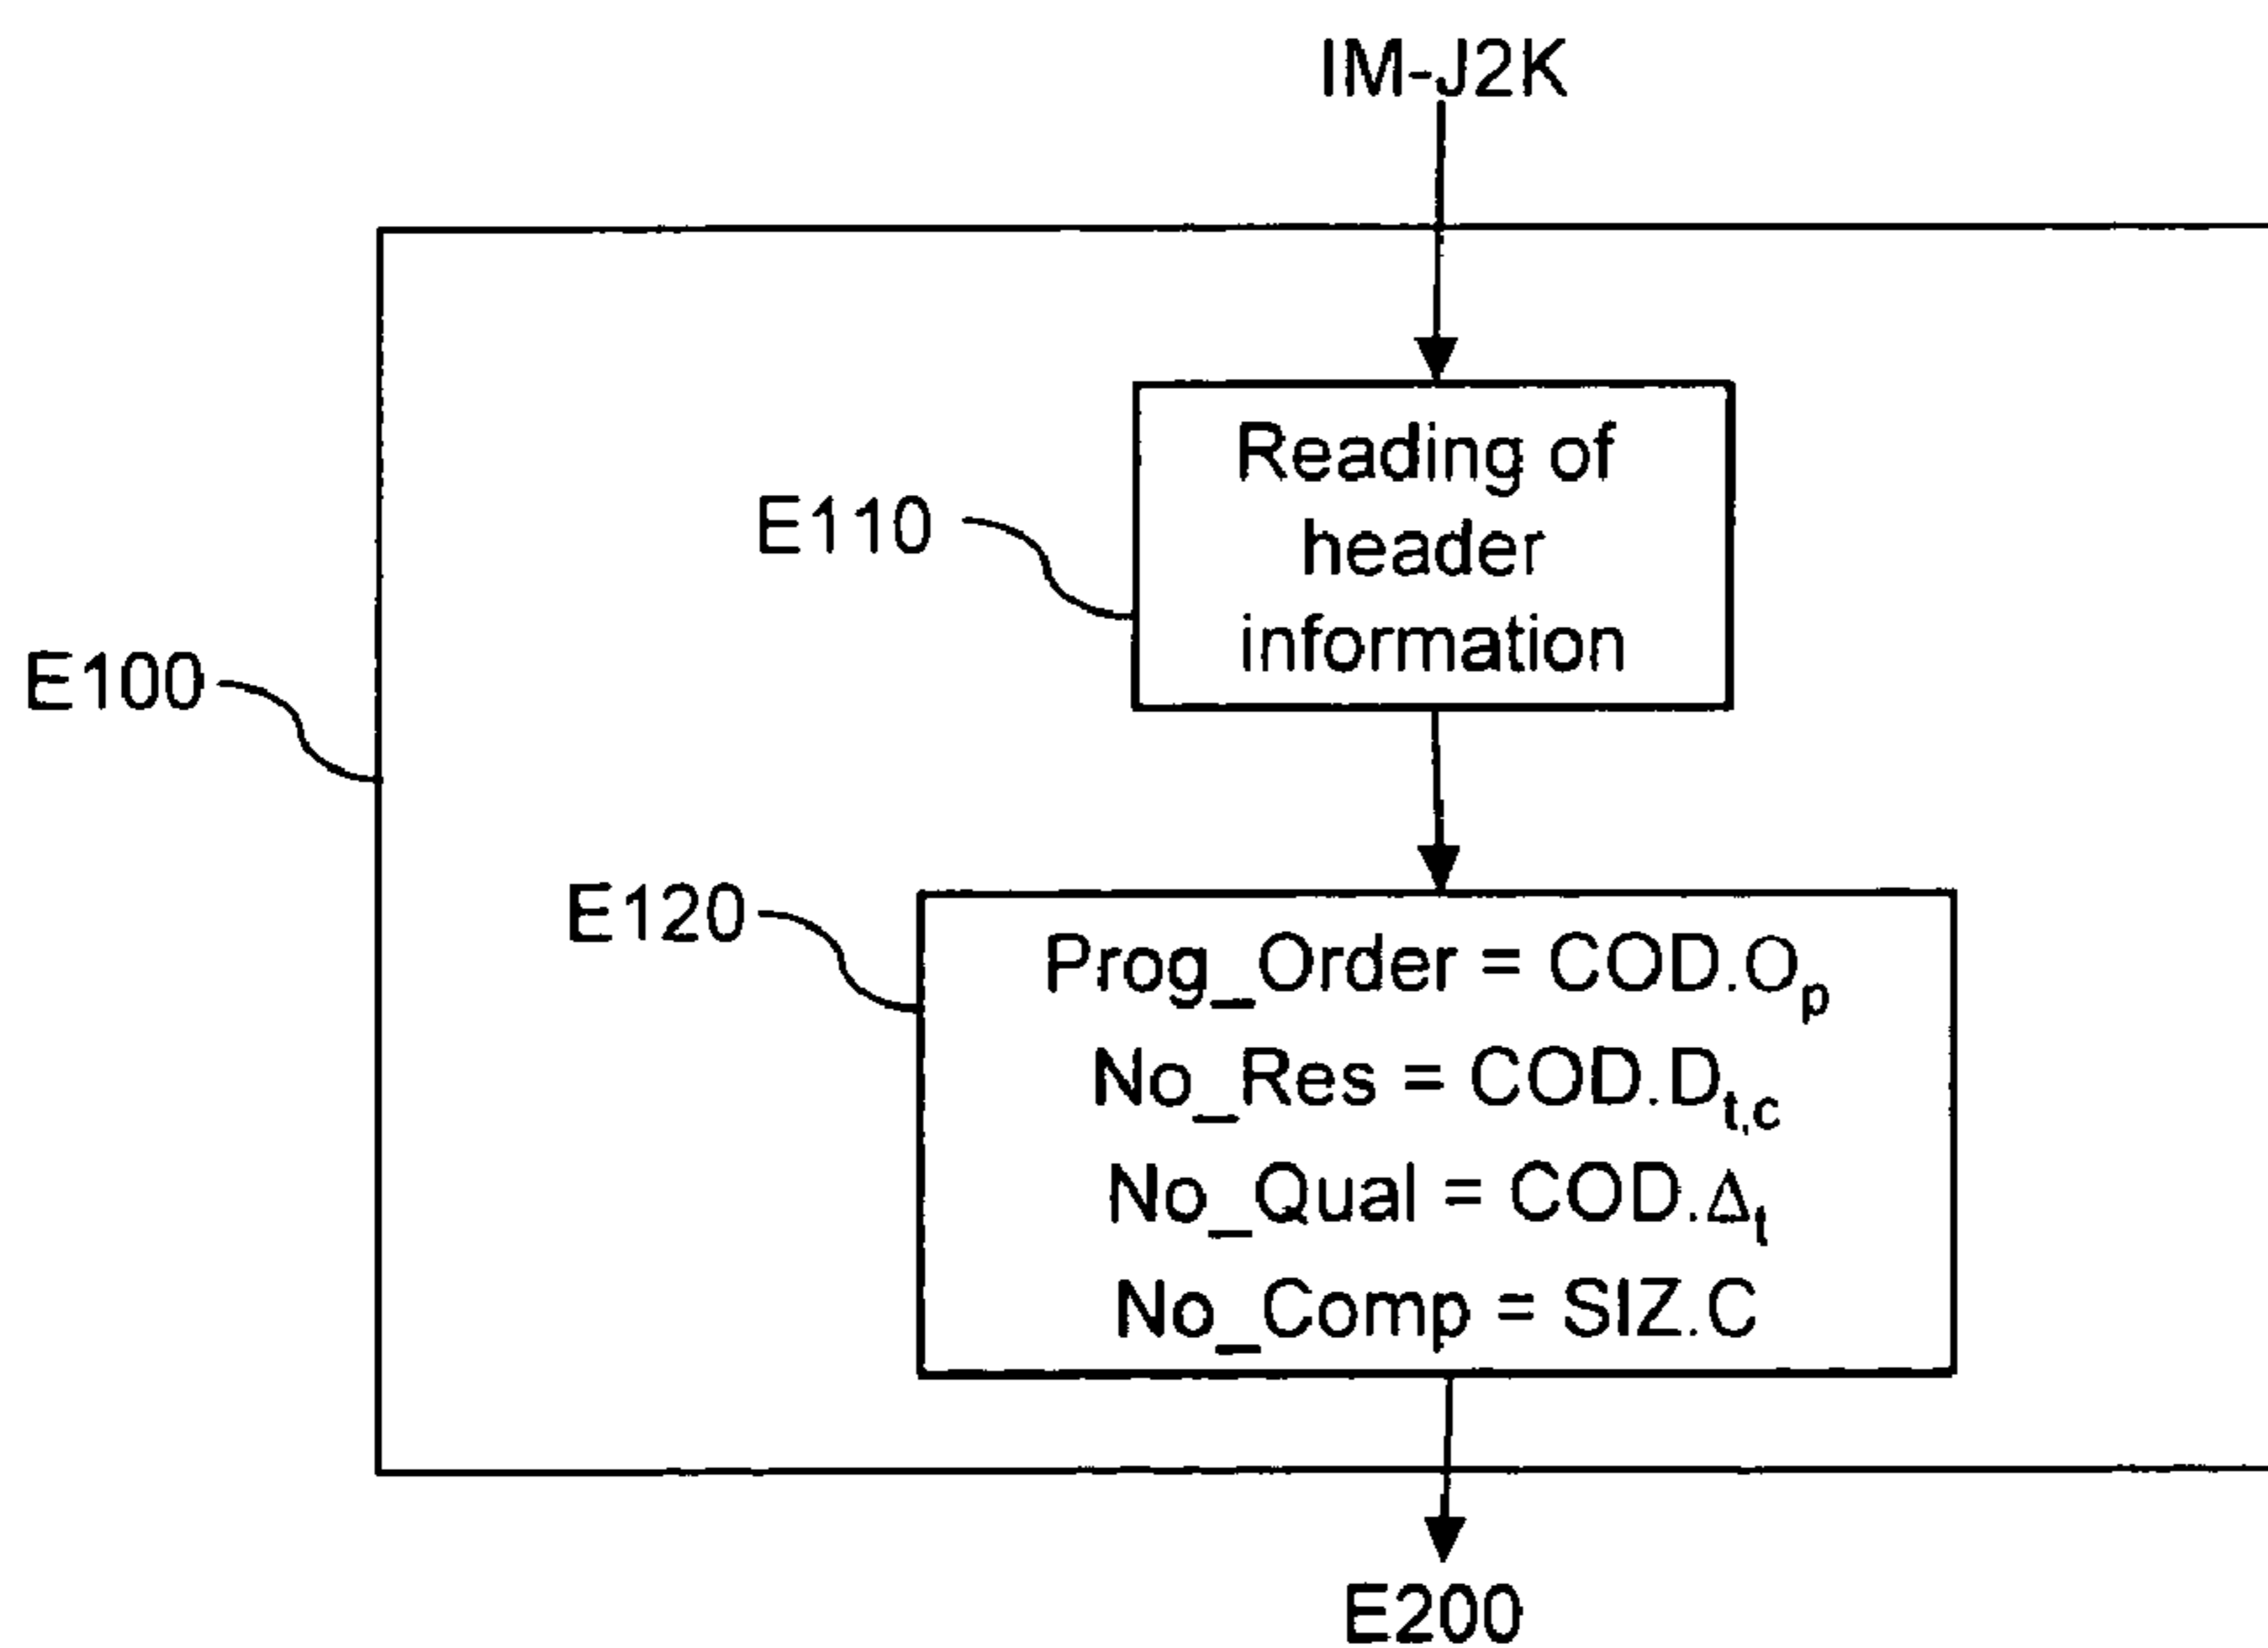 IM-J2K
Reading of
header
information
E110
E100
E120
Prog_Order = COD.Oₚ
No_Res = COD.D_t,c
No_Qual = COD.Δ_t
No_Comp = SIZ.C
E200